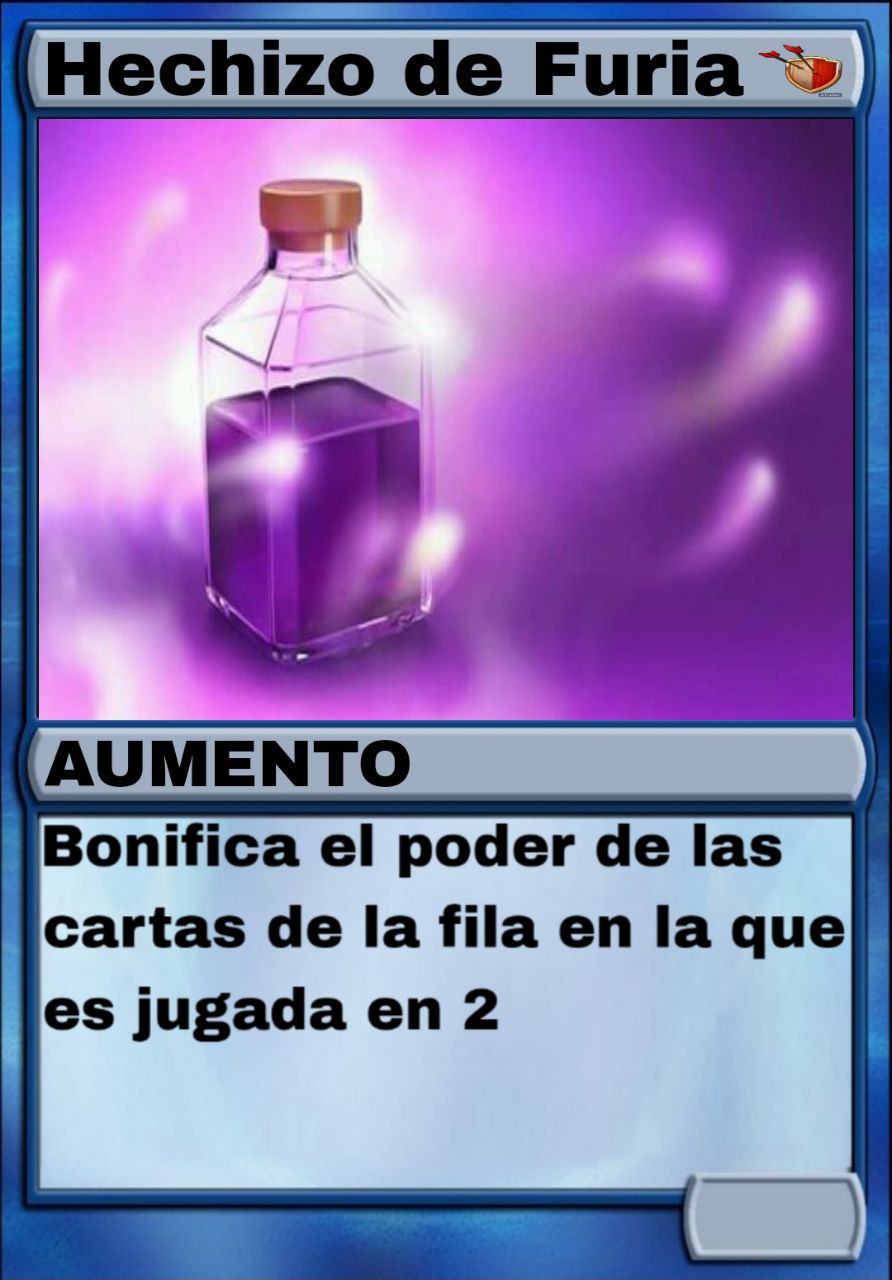 Hechizo de Furia
AUMENTO
Bonifica el poder de las
cartas de la fila en la que
es jugada en 2